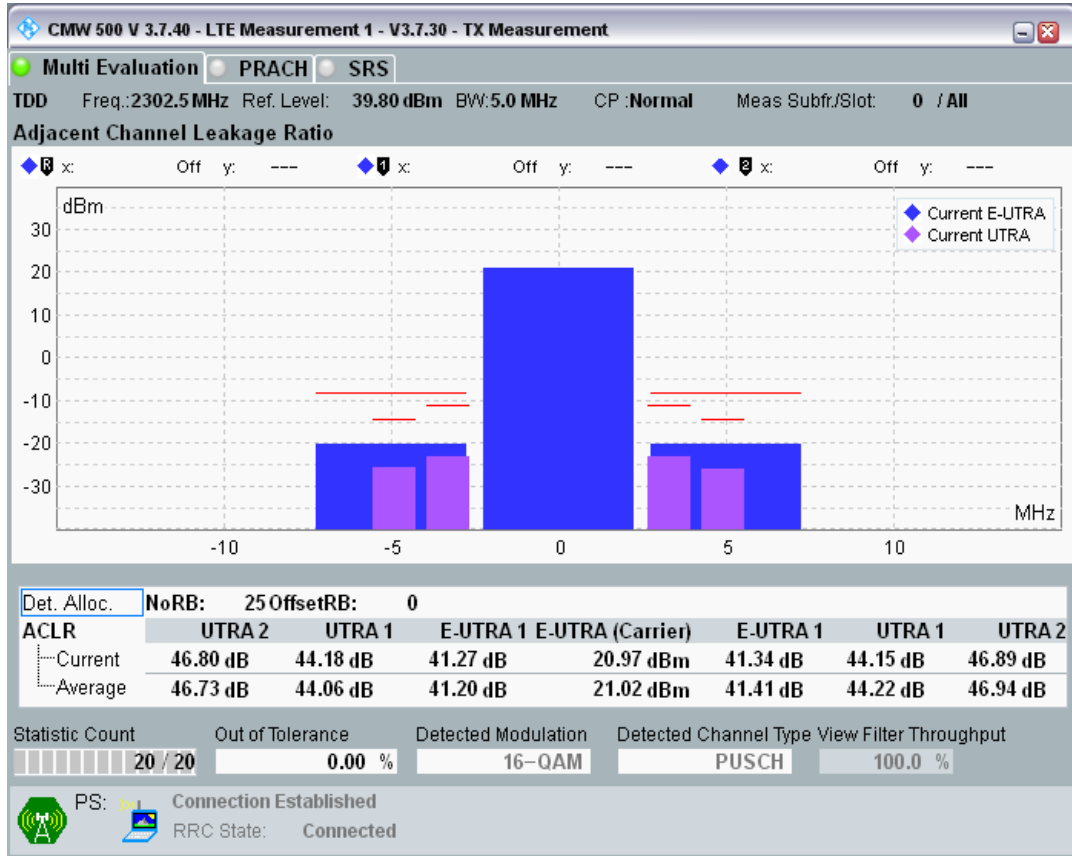 CMW 500 V 3.7.40 - LTE Measurement 1 - V3.7.30 - TX Measurement
Multi Evaluation PRACH SRS
TDD Freq.:2302.5 MHz Ref. Level: 39.80 dBm BW:5.0 MHz CP :Normal Meas Subfr./Slot: 0 / All
Adjacent Channel Leakage Ratio
R x: Off y: --- 1 x: Off y: --- 2 x: Off y: ---
dBm
Current E-UTRA
Current UTRA
30
20
10
0
-10
-20
-30
MHz
-10 -5 0 5 10
Det. Alloc. NoRB: 25 OffsetRB: 0
ACLR UTRA 2 UTRA 1 E-UTRA 1 E-UTRA (Carrier) E-UTRA 1 UTRA 1 UTRA 2
Current 46.80 dB 44.18 dB 41.27 dB 20.97 dBm 41.34 dB 44.15 dB 46.89 dB
Average 46.73 dB 44.06 dB 41.20 dB 21.02 dBm 41.41 dB 44.22 dB 46.94 dB
Statistic Count Out of Tolerance Detected Modulation Detected Channel Type View Filter Throughput
20 / 20 0.00 % 16-QAM PUSCH 100.0 %
PS: Connection Established
RRC State: Connected